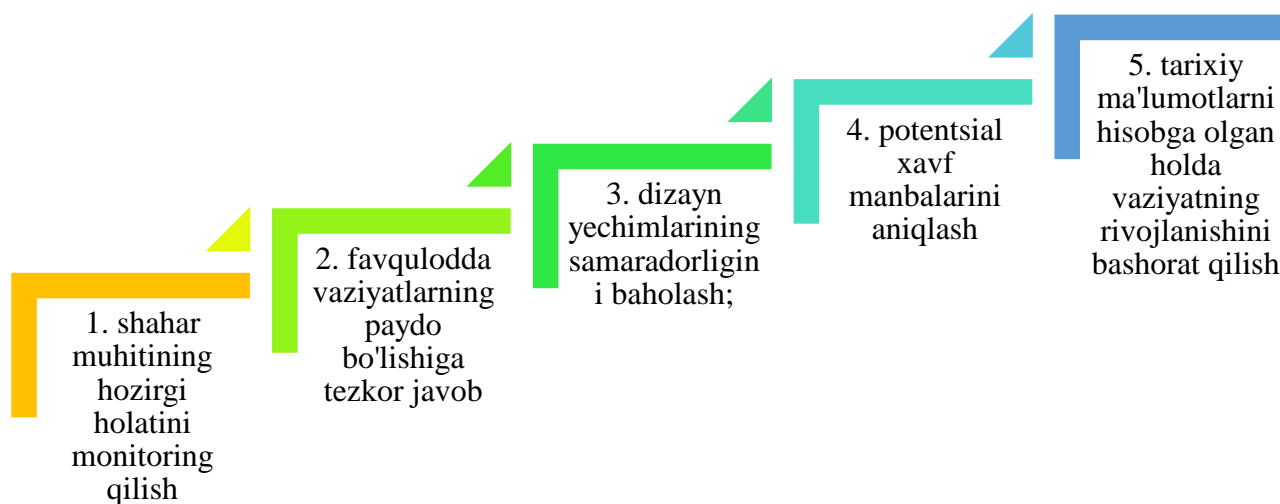 1. shahar
muhitining
hozirgi
holatini
monitoring
qilish
2. favqulodda
vaziyatlarning
paydo
bo'lishiga
tezkor javob
3. dizayn
yechimlarining
samaradorligin
i baholash;
4. potentsial
xavf
manbalarini
aniqlash
5. tarixiy
ma'lumotlarni
hisobga olgan
holda
vaziyatning
rivojlanishini
bashorat qilish